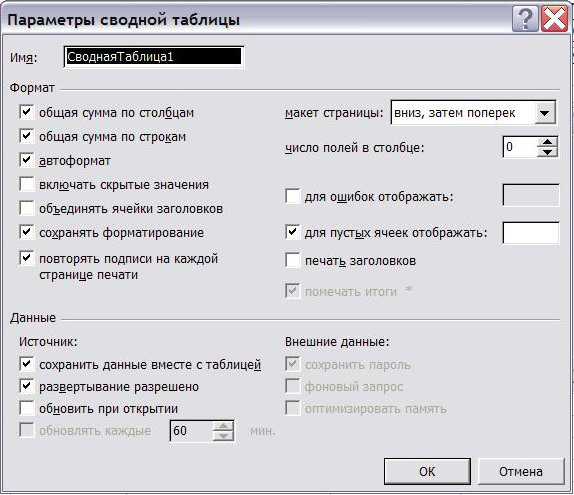 Параметры сводной таблицы
Имя: СводнаяТаблица1
Формат
общая сумма по столбцам
макет страницы: вниз, затем поперек
общая сумма по строкам
число полей в столбце: 0
автоформат
включать скрытые значения
для ошибок отображать:
объединять ячейки заголовков
сохранять форматирование
для пустых ячеек отображать:
повторять подписи на каждой
странице печати
печать заголовков
помечать итоги *
Данные
Источник:
Внешние данные:
сохранить данные вместе с таблицей
сохранить пароль
развертывание разрешено
фоновый запрос
обновить при открытии
оптимизировать память
обновлять каждые 60 мин.
ОК
Отмена